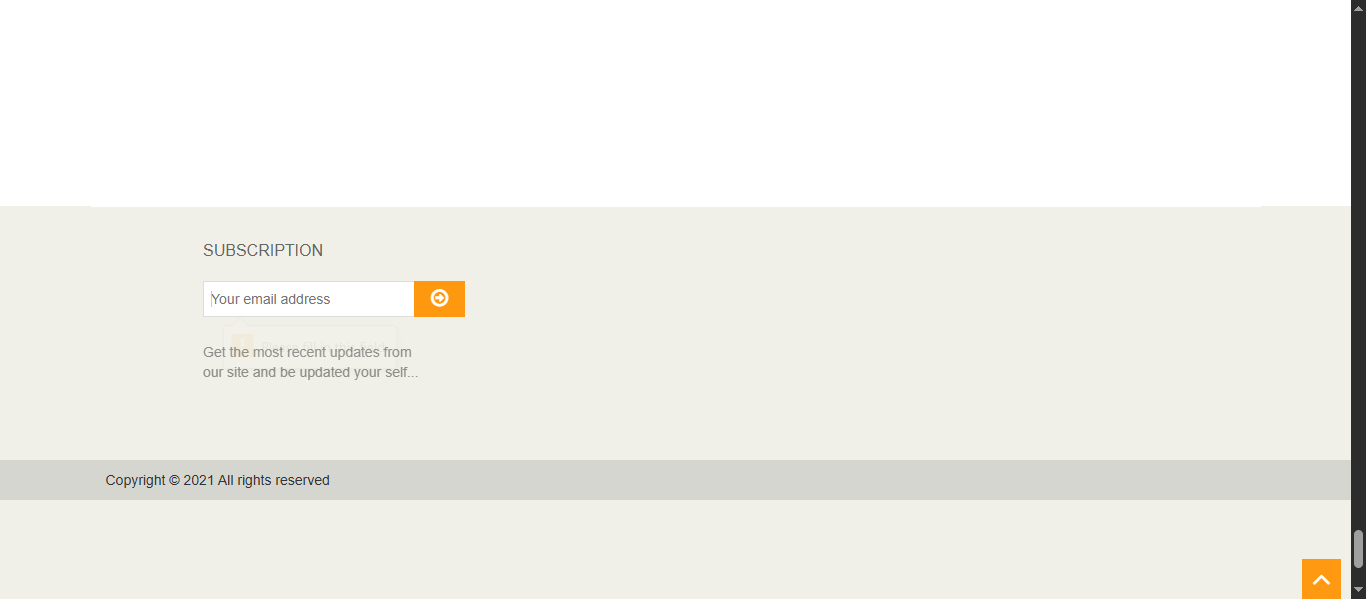 SUBSCRIPTION
Your email address
Get the most recent updates from
our site and be updated your self...
Copyright © 2021 All rights reserved